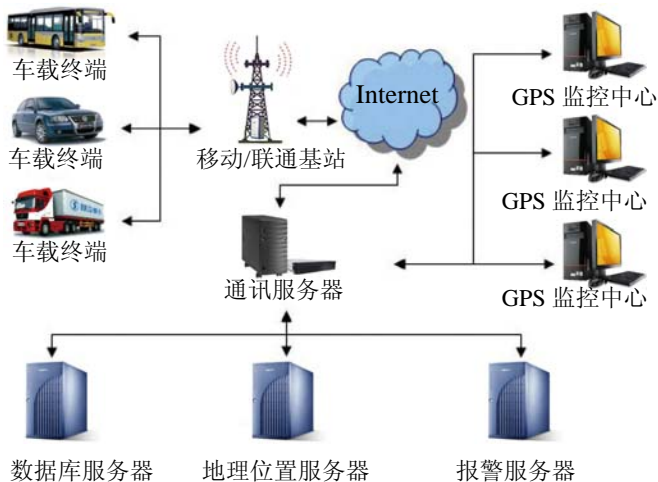 车载终端
车载终端
车载终端
移动/联通基站
Internet
GPS 监控中心
GPS 监控中心
GPS 监控中心
通讯服务器
数据库服务器
地理位置服务器
报警服务器